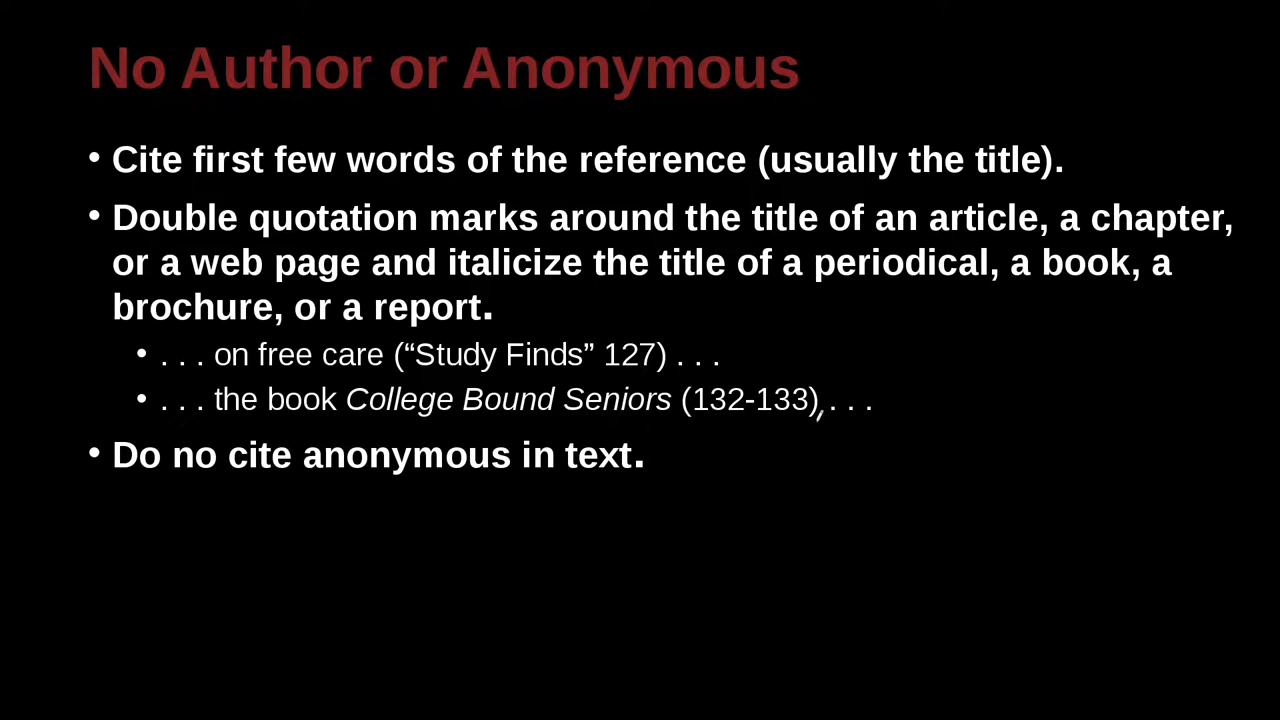 No Author or Anonymous
• Cite first few words of the reference (usually the title).
• Double quotation marks around the title of an article, a chapter,
or a web page and italicize the title of a periodical, a book, a
brochure, or a report.
• . . . on free care (“Study Finds” 127) . . .
• . . . the book College Bound Seniors (132-133), . . .
• Do no cite anonymous in text.